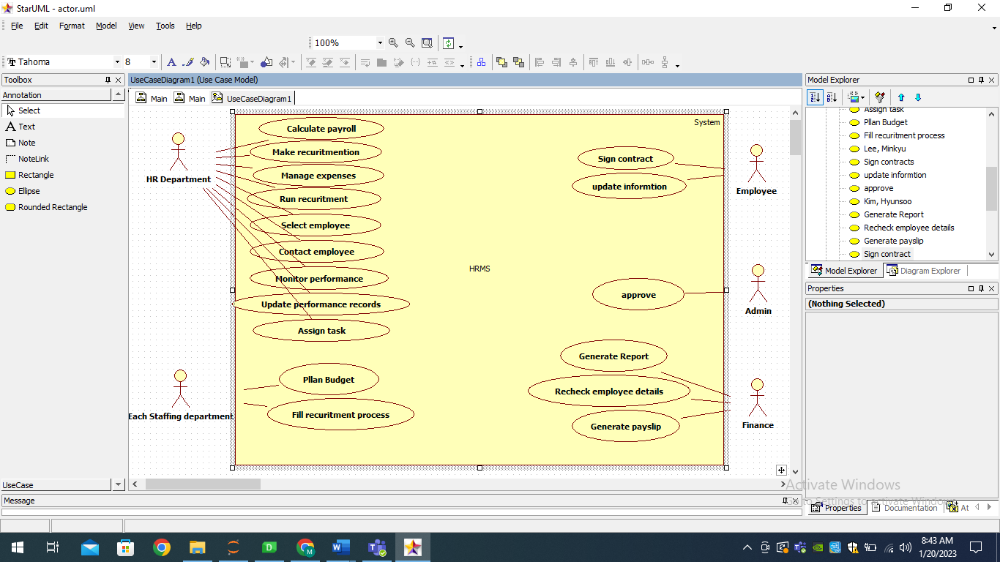 StarUML - actor.uml
File Edit Format Model View Tools Help
100%
Tahoma 8
Toolbox
Annotation
Select
Text
Note
NoteLink
Rectangle
Ellipse
Rounded Rectangle
UseCase
UseCaseDiagram1 (Use Case Model)
Main Main UseCaseDiagram1
System
HRMS
HR Department
Calculate payroll
Make recuritmention
Manage expenses
Run recuritment
Select employee
Contact employee
Monitor performance
Update performance records
Assign task
Each Staffing department
Pllan Budget
Fill recuritment process
Sign contract
update informtion
Employee
approve
Admin
Generate Report
Recheck employee details
Generate payslip
Finance
Model Explorer
Assign task
Pllan Budget
Fill recuritment process
Lee, Minkyu
Sign contracts
update informtion
approve
Kim, Hyunsoo
Generate Report
Recheck employee details
Generate payslip
Sign contract
Model Explorer Diagram Explorer
Properties
(Nothing Selected)
Activate Windows
Go to Settings to activate Windows.
Properties Documentation At
Message
8:43 AM
1/20/2023